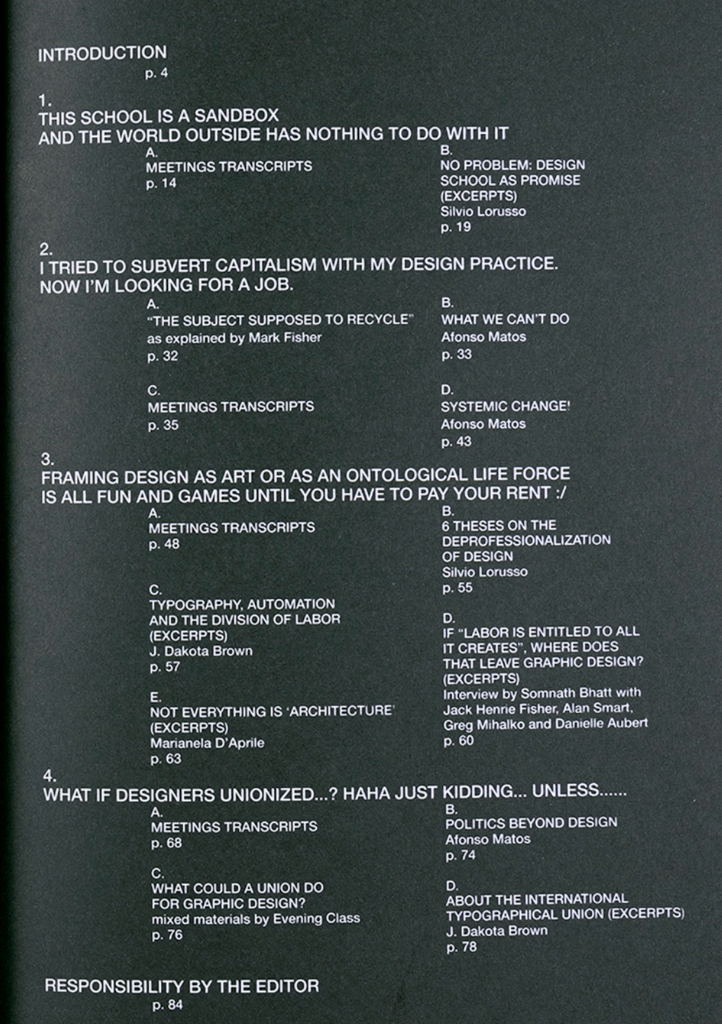 INTRODUCTION
p. 4
1.
THIS SCHOOL IS A SANDBOX
AND THE WORLD OUTSIDE HAS NOTHING TO DO WITH IT
A.
MEETINGS TRANSCRIPTS
p. 14
B.
NO PROBLEM: DESIGN
SCHOOL AS PROMISE
(EXCERPTS)
Silvio Lorusso
p. 19
2.
I TRIED TO SUBVERT CAPITALISM WITH MY DESIGN PRACTICE.
NOW I'M LOOKING FOR A JOB.
A.
"THE SUBJECT SUPPOSED TO RECYCLE"
as explained by Mark Fisher
p. 32
B.
WHAT WE CAN'T DO
Afonso Matos
p. 33
C.
MEETINGS TRANSCRIPTS
p. 35
D.
SYSTEMIC CHANGE!
Afonso Matos
p. 43
3.
FRAMING DESIGN AS ART OR AS AN ONTOLOGICAL LIFE FORCE
IS ALL FUN AND GAMES UNTIL YOU HAVE TO PAY YOUR RENT :/
A.
MEETINGS TRANSCRIPTS
p. 48
B.
6 THESES ON THE
DEPROFESSIONALIZATION
OF DESIGN
Silvio Lorusso
p. 55
C.
TYPOGRAPHY, AUTOMATION
AND THE DIVISION OF LABOR
(EXCERPTS)
J. Dakota Brown
p. 57
D.
IF "LABOR IS ENTITLED TO ALL
IT CREATES", WHERE DOES
THAT LEAVE GRAPHIC DESIGN?
(EXCERPTS)
Interview by Somnath Bhatt with
Jack Henrie Fisher, Alan Smart,
Greg Mihalko and Danielle Aubert
p. 60
E.
NOT EVERYTHING IS 'ARCHITECTURE'
(EXCERPTS)
Marianela D'Aprile
p. 63
4.
WHAT IF DESIGNERS UNIONIZED...? HAHA JUST KIDDING... UNLESS......
A.
MEETINGS TRANSCRIPTS
p. 68
B.
POLITICS BEYOND DESIGN
Afonso Matos
p. 74
C.
WHAT COULD A UNION DO
FOR GRAPHIC DESIGN?
mixed materials by Evening Class
p. 76
D.
ABOUT THE INTERNATIONAL
TYPOGRAPHICAL UNION (EXCERPTS)
J. Dakota Brown
p. 78
RESPONSIBILITY BY THE EDITOR
p. 84